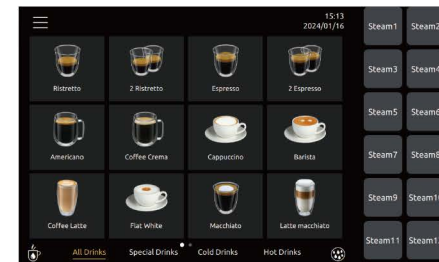 15:13
2024/01/16
Ristretto
2 Ristretto
Espresso
2 Espresso
Americano
Coffee Crema
Cappuccino
Barista
Coffee Latte
Flat White
Macchiato
Latte macchiato
All Drinks
Special Drinks
Cold Drinks
Hot Drinks
Steam1
Steam2
Steam3
Steam4
Steam5
Steam6
Steam7
Steam8
Steam9
Steam10
Steam11